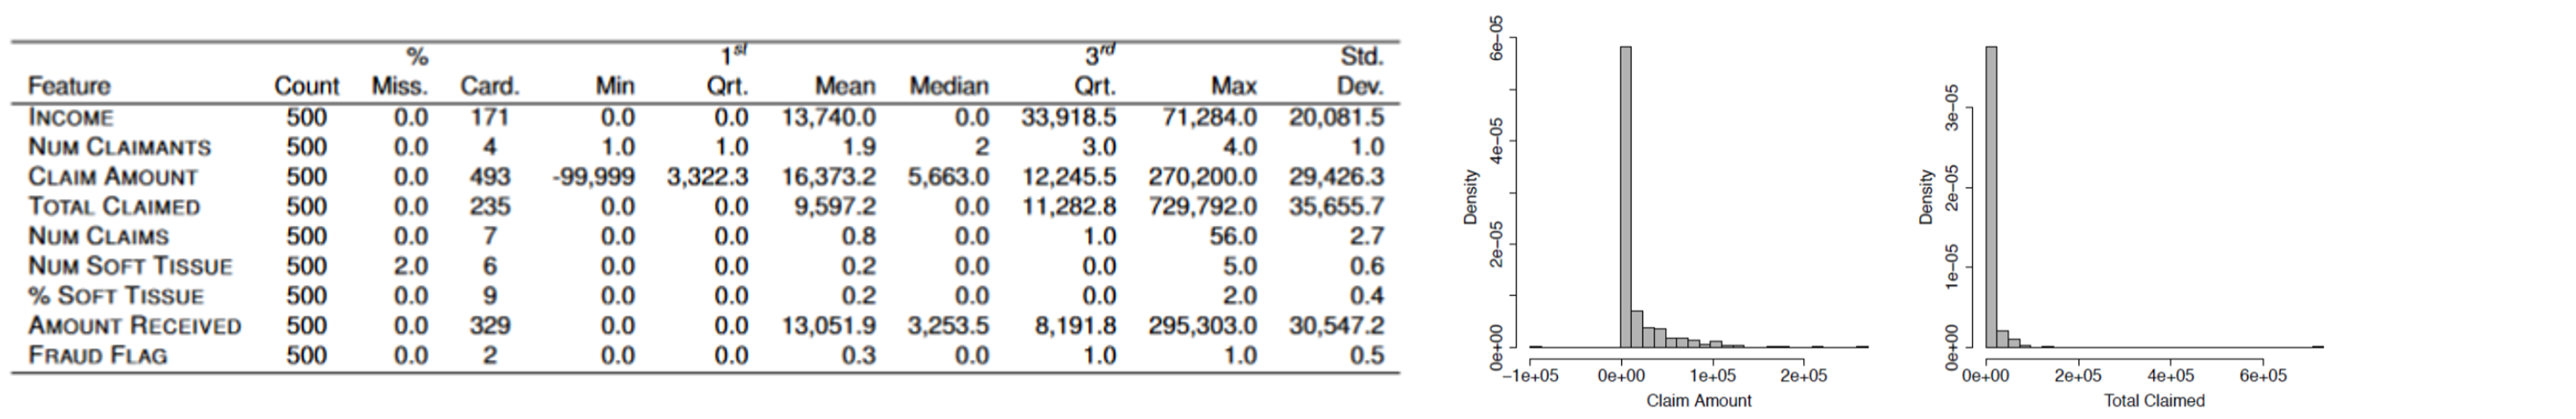 % 1st 3rd Std.
Feature Count Miss. Card. Min Qrt. Mean Median Qrt. Max Dev.
INCOME 500 0.0 171 0.0 0.0 13,740.0 0.0 33,918.5 71,284.0 20,081.5
NUM CLAIMANTS 500 0.0 4 1.0 1.0 1.9 2 3.0 4.0 1.0
CLAIM AMOUNT 500 0.0 493 -99,999 3,322.3 16,373.2 5,663.0 12,245.5 270,200.0 29,426.3
TOTAL CLAIMED 500 0.0 235 0.0 0.0 9,597.2 0.0 11,282.8 729,792.0 35,655.7
NUM CLAIMS 500 0.0 7 0.0 0.0 0.8 0.0 1.0 56.0 2.7
NUM SOFT TISSUE 500 2.0 6 0.0 0.0 0.2 0.0 0.0 5.0 0.6
% SOFT TISSUE 500 0.0 9 0.0 0.0 0.2 0.0 0.0 2.0 0.4
AMOUNT RECEIVED 500 0.0 329 0.0 0.0 13,051.9 3,253.5 8,191.8 295,303.0 30,547.2
FRAUD FLAG 500 0.0 2 0.0 0.0 0.3 0.0 1.0 1.0 0.5
Density
6e−05
4e−05
2e−05
0e+00
−1e+05 0e+00 1e+05 2e+05
Claim Amount
Density
3e−05
2e−05
1e−05
0e+00
0e+00 2e+05 4e+05 6e+05
Total Claimed